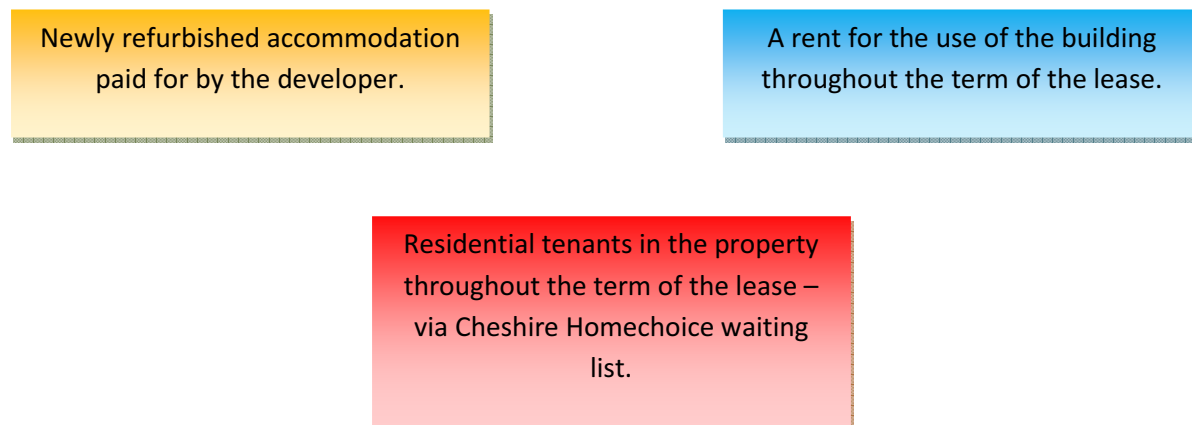 Newly refurbished accommodation
paid for by the developer.
A rent for the use of the building
throughout the term of the lease.
Residential tenants in the property
throughout the term of the lease –
via Cheshire Homechoice waiting
list.